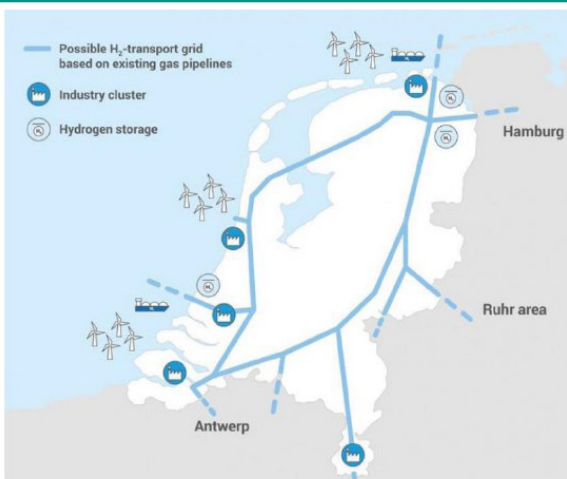 Possible H₂-transport grid
based on existing gas pipelines
Industry cluster
Hydrogen storage
Hamburg
Ruhr area
Antwerp